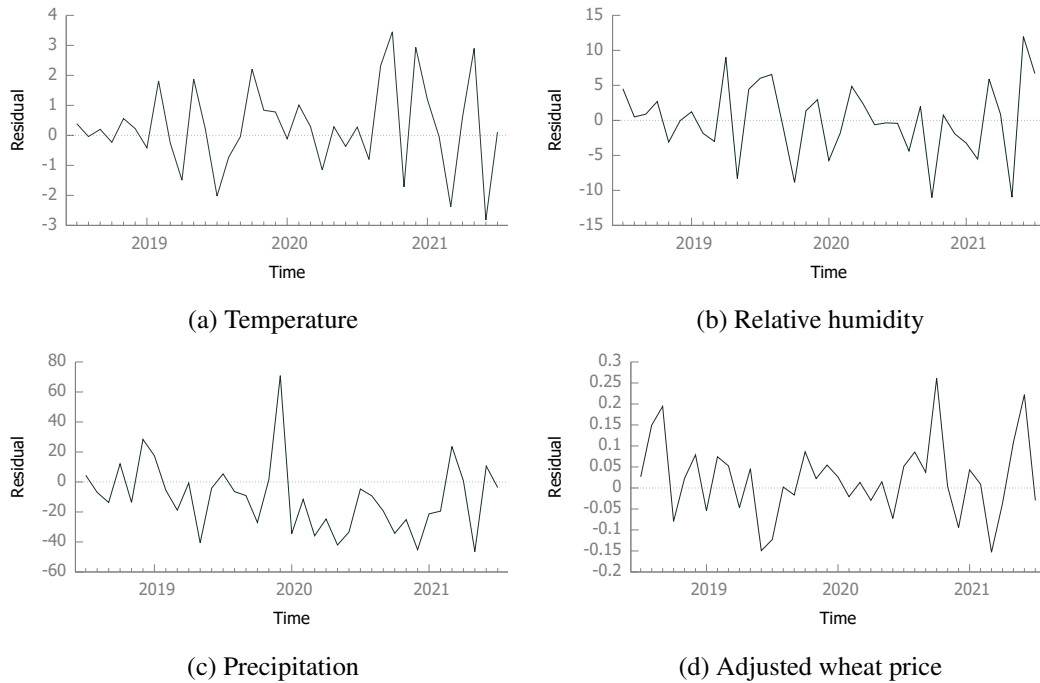 4
3
2
1
0
-1
-2
-3
Residual
2019 2020 2021
Time
(a) Temperature
15
10
5
0
-5
-10
-15
Residual
2019 2020 2021
Time
(b) Relative humidity
80
60
40
20
0
-20
-40
-60
Residual
2019 2020 2021
Time
(c) Precipitation
0.3
0.25
0.2
0.15
0.1
0.05
0
-0.05
-0.1
-0.15
-0.2
Residual
2019 2020 2021
Time
(d) Adjusted wheat price